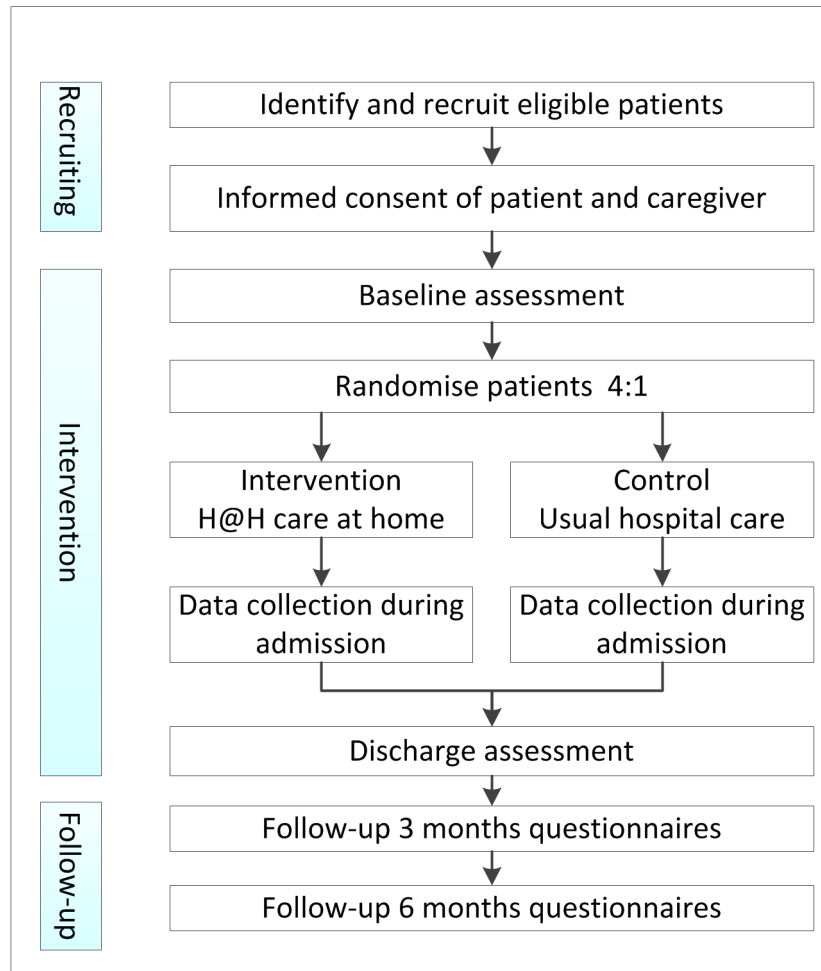 Recruiting
Identify and recruit eligible patients
Informed consent of patient and caregiver
Intervention
Baseline assessment
Randomise patients 4:1
Intervention
H@H care at home
Control
Usual hospital care
Data collection during
admission
Data collection during
admission
Discharge assessment
Follow-up
Follow-up 3 months questionnaires
Follow-up 6 months questionnaires